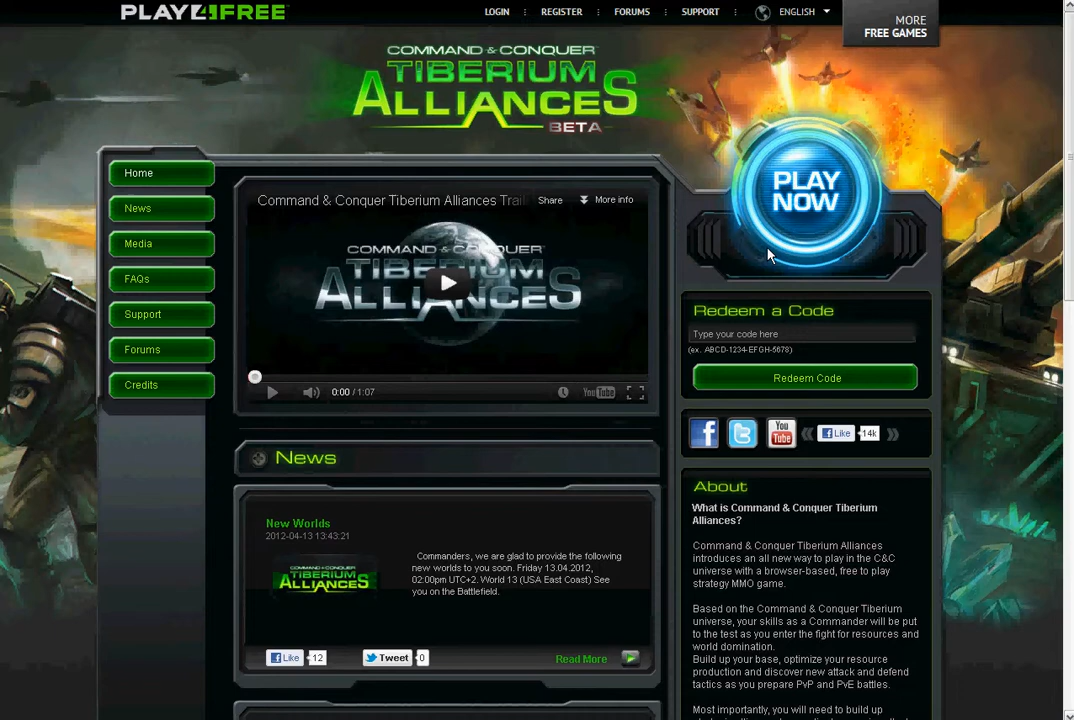 PLAY4FREE
LOGIN : REGISTER : FORUMS : SUPPORT : ENGLISH
MORE
FREE GAMES
COMMAND & CONQUER
TIBERIUM
ALLIANCES
BETA
PLAY
NOW
Home
News
Media
FAQs
Support
Forums
Credits
Command & Conquer Tiberium Alliances Trail
Share
More info
COMMAND & CONQUER
TIBERIUM
ALLIANCES
0:00 / 1:07
YouTube
Redeem a Code
Type your code here
(ex. ABCD-1234-EFGH-5678)
Redeem Code
You
Tube
Like 14k
News
New Worlds
2012-04-13 13:43:21
COMMAND & CONQUER
TIBERIUM
ALLIANCES
Commanders, we are glad to provide the following
new worlds to you soon. Friday 13.04.2012,
02:00pm UTC+2. World 13 (USA East Coast) See
you on the Battlefield.
Like 12
Tweet 0
Read More
About
What is Command & Conquer Tiberium
Alliances?
Command & Conquer Tiberium Alliances
introduces an all new way to play in the C&C
universe with a browser-based, free to play
strategy MMO game.
Based on the Command & Conquer Tiberium
universe, your skills as a Commander will be put
to the test as you enter the fight for resources and
world domination.
Build up your base, optimize your resource
production and discover new attack and defend
tactics as you prepare PvP and PvE battles.
Most importantly, you will need to build up